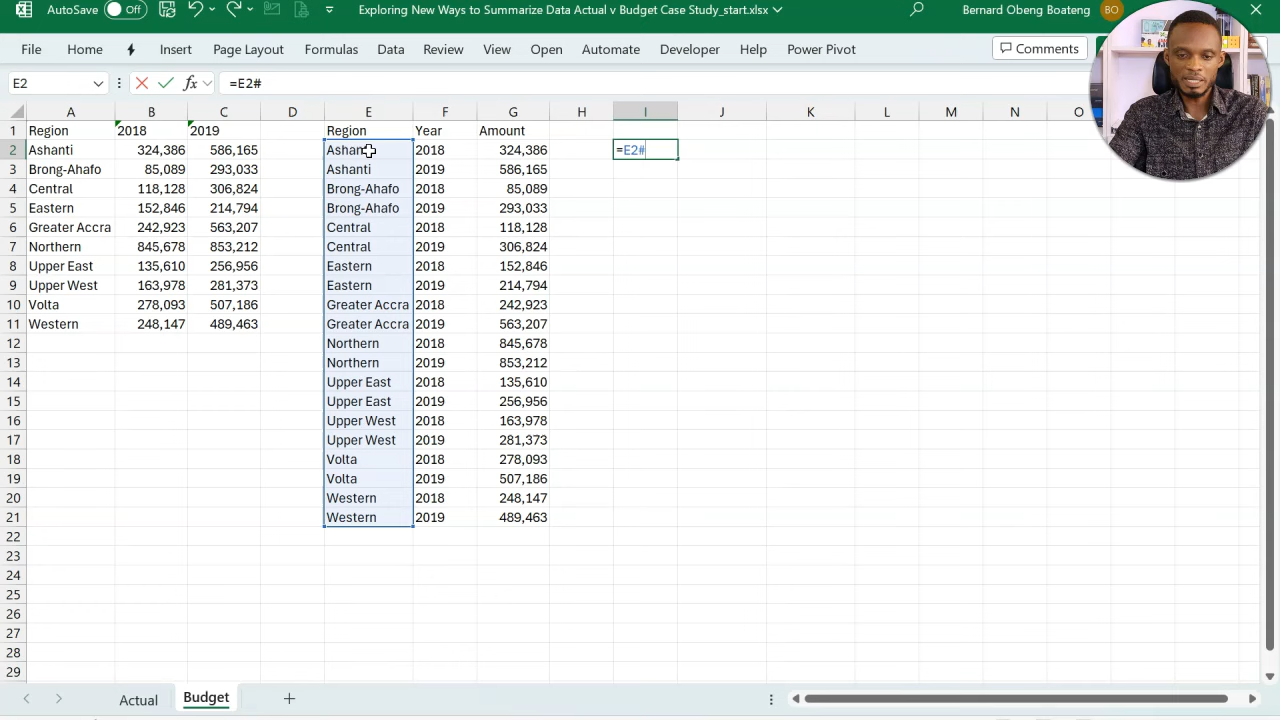 AutoSave Off Exploring New Ways to Summarize Data Actual v Budget Case Study_start.xlsx Bernard Obeng Boateng BO
File Home Insert Page Layout Formulas Data Review View Open Automate Developer Help Power Pivot Comments
E2 fx =E2#
A B C D E F G H I J K L M N O
1 Region 2018 2019 Region Year Amount
2 Ashanti 324,386 586,165 Ashan 2018 324,386 =E2#
3 Brong-Ahafo 85,089 293,033 Ashanti 2019 586,165
4 Central 118,128 306,824 Brong-Ahafo 2018 85,089
5 Eastern 152,846 214,794 Brong-Ahafo 2019 293,033
6 Greater Accra 242,923 563,207 Central 2018 118,128
7 Northern 845,678 853,212 Central 2019 306,824
8 Upper East 135,610 256,956 Eastern 2018 152,846
9 Upper West 163,978 281,373 Eastern 2019 214,794
10 Volta 278,093 507,186 Greater Accra 2018 242,923
11 Western 248,147 489,463 Greater Accra 2019 563,207
12 Northern 2018 845,678
13 Northern 2019 853,212
14 Upper East 2018 135,610
15 Upper East 2019 256,956
16 Upper West 2018 163,978
17 Upper West 2019 281,373
18 Volta 2018 278,093
19 Volta 2019 507,186
20 Western 2018 248,147
21 Western 2019 489,463
22
23
24
25
26
27
28
29
Actual Budget